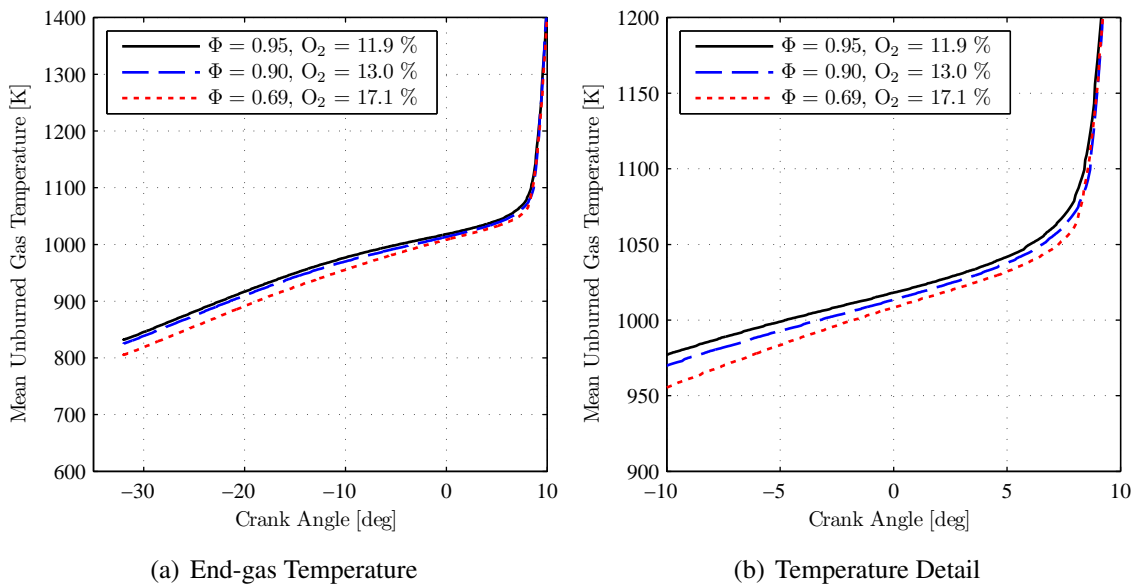 1400
1300
1200
1100
1000
900
800
700
600
Mean Unburned Gas Temperature [K]
Φ = 0.95, O₂ = 11.9 %
Φ = 0.90, O₂ = 13.0 %
Φ = 0.69, O₂ = 17.1 %
−30
−20
−10
0
10
Crank Angle [deg]
(a) End-gas Temperature
1200
1150
1100
1050
1000
950
900
Mean Unburned Gas Temperature [K]
Φ = 0.95, O₂ = 11.9 %
Φ = 0.90, O₂ = 13.0 %
Φ = 0.69, O₂ = 17.1 %
−10
−5
0
5
10
Crank Angle [deg]
(b) Temperature Detail